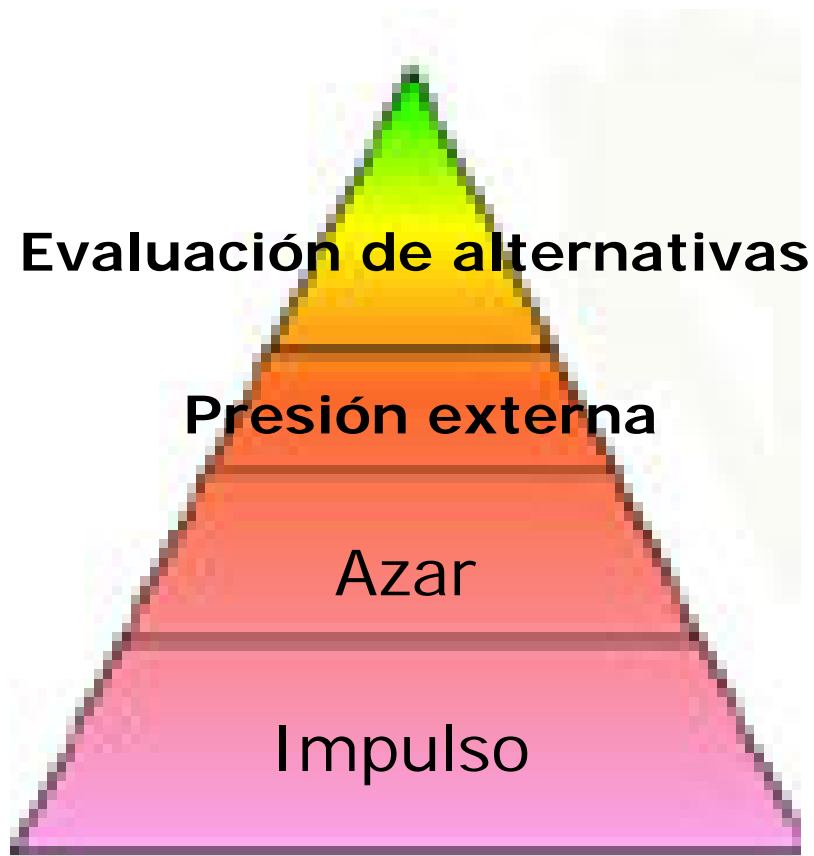 Evaluación de alternativas
Presión externa
Azar
Impulso